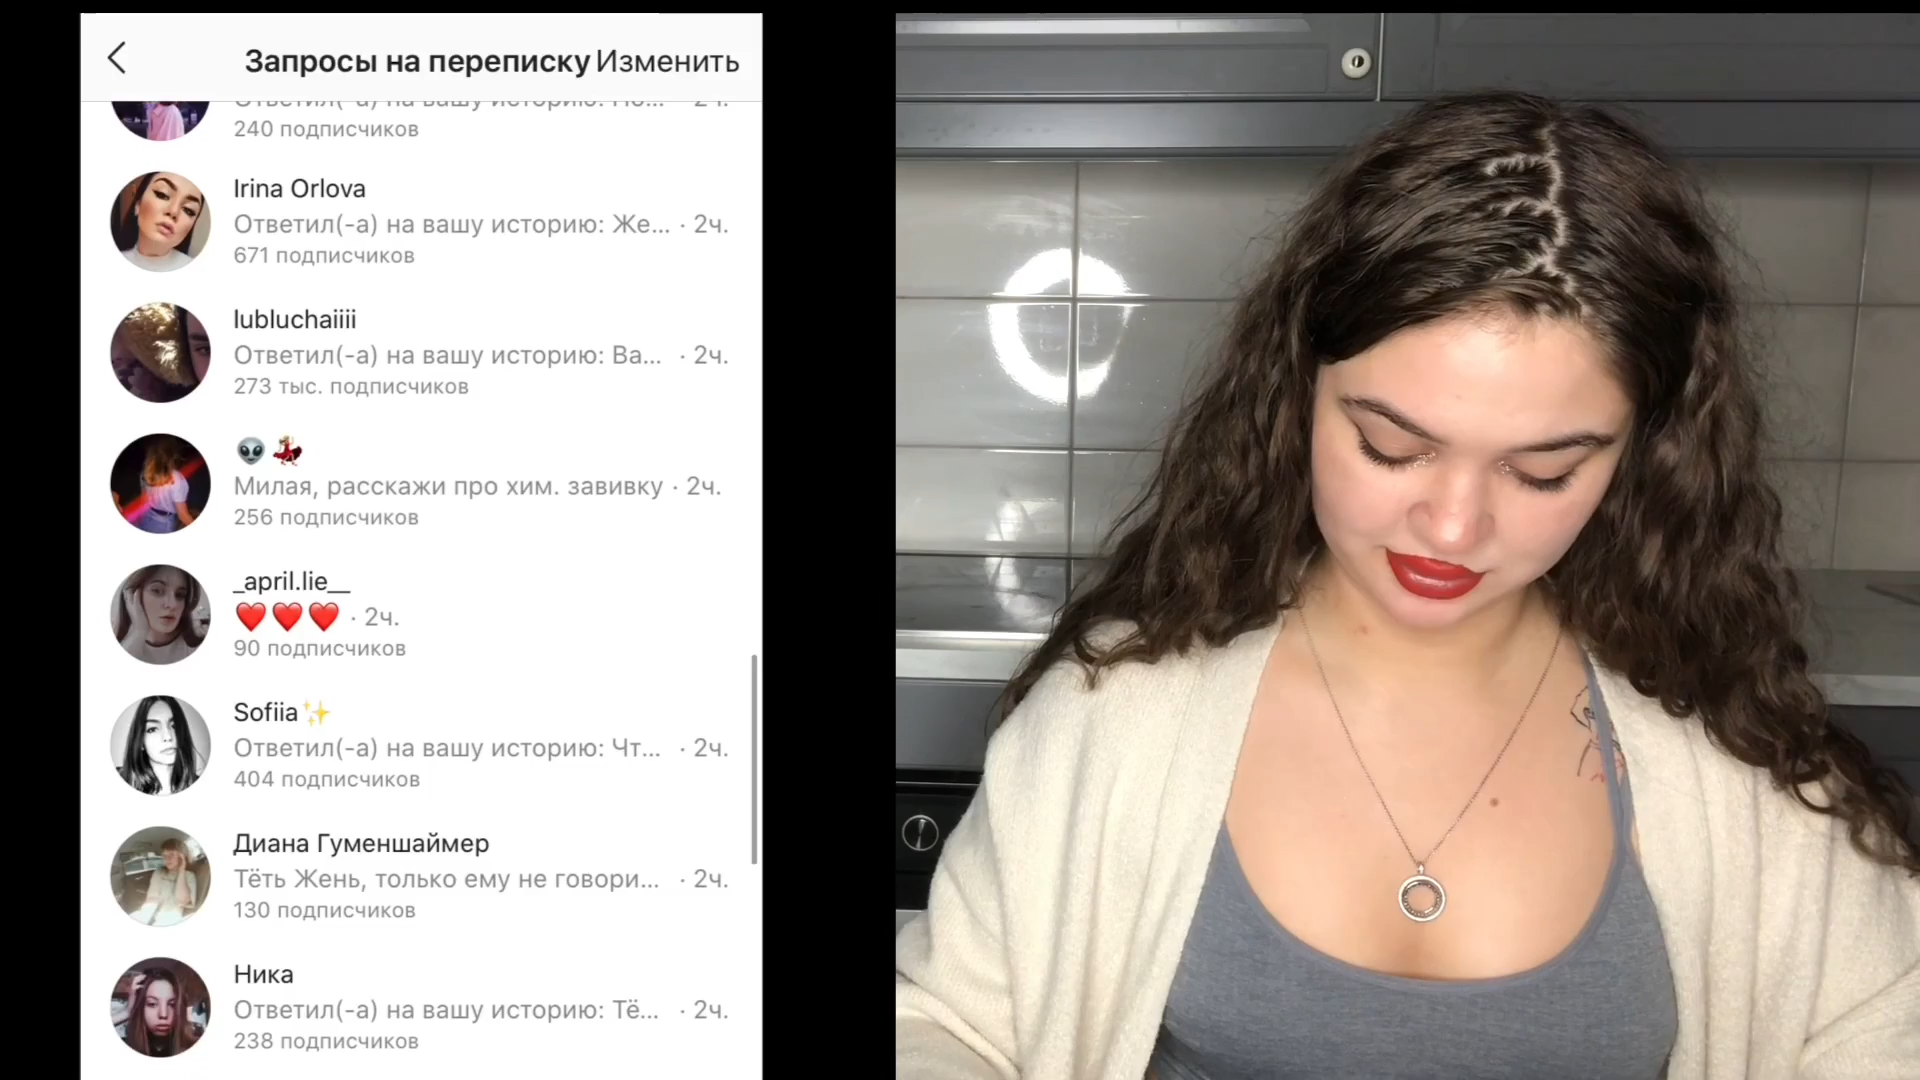 Запросы на переписку Изменить
240 подписчиков
Irina Orlova
Ответил(-а) на вашу историю: Же... · 2ч.
671 подписчиков
lubluchaiiii
Ответил(-а) на вашу историю: Ва... · 2ч.
273 тыс. подписчиков
👽💃
Милая, расскажи про хим. завивку · 2ч.
256 подписчиков
_april.lie__
❤️❤️❤️ · 2ч.
90 подписчиков
Sofiia✨
Ответил(-а) на вашу историю: Чт... · 2ч.
404 подписчиков
Диана Гуменшаймер
Тёть Жень, только ему не говори... · 2ч.
130 подписчиков
Ника
Ответил(-а) на вашу историю: Тё... · 2ч.
238 подписчиков